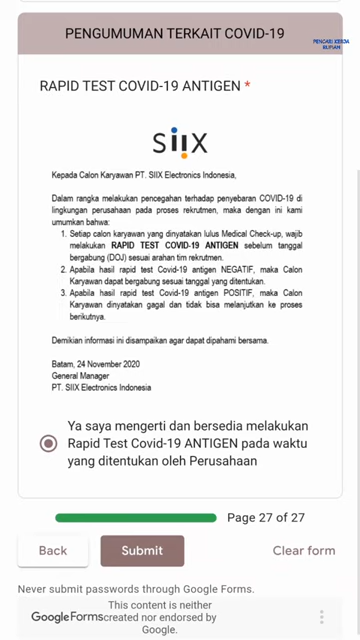 PENGUMUMAN TERKAIT COVID-19
PENCARI KERJA
RUPIAH
RAPID TEST COVID-19 ANTIGEN *
SIIX
Kepada Calon Karyawan PT. SIIX Electronics Indonesia,
Dalam rangka melakukan pencegahan terhadap penyebaran COVID-19 di
lingkungan perusahaan pada proses rekrutmen, maka dengan ini kami
umumkan bahwa:
1. Setiap calon karyawan yang dinyatakan lulus Medical Check-up, wajib
melakukan RAPID TEST COVID-19 ANTIGEN sebelum tanggal
bergabung (DOJ) sesuai arahan tim rekrutmen.
2. Apabila hasil rapid test Covid-19 antigen NEGATIF, maka Calon
Karyawan dapat bergabung sesuai tanggal yang ditentukan.
3. Apabila hasil rapid test Covid-19 antigen POSITIF, maka Calon
Karyawan dinyatakan gagal dan tidak bisa melanjutkan ke proses
berikutnya.
Demikian informasi ini disampaikan agar dapat dipahami bersama.
Batam, 24 November 2020
General Manager
PT. SIIX Electronics Indonesia
Ya saya mengerti dan bersedia melakukan
Rapid Test Covid-19 ANTIGEN pada waktu
yang ditentukan oleh Perusahaan
Page 27 of 27
Back
Submit
Clear form
Never submit passwords through Google Forms.
This content is neither
Google Forms created nor endorsed by
Google.